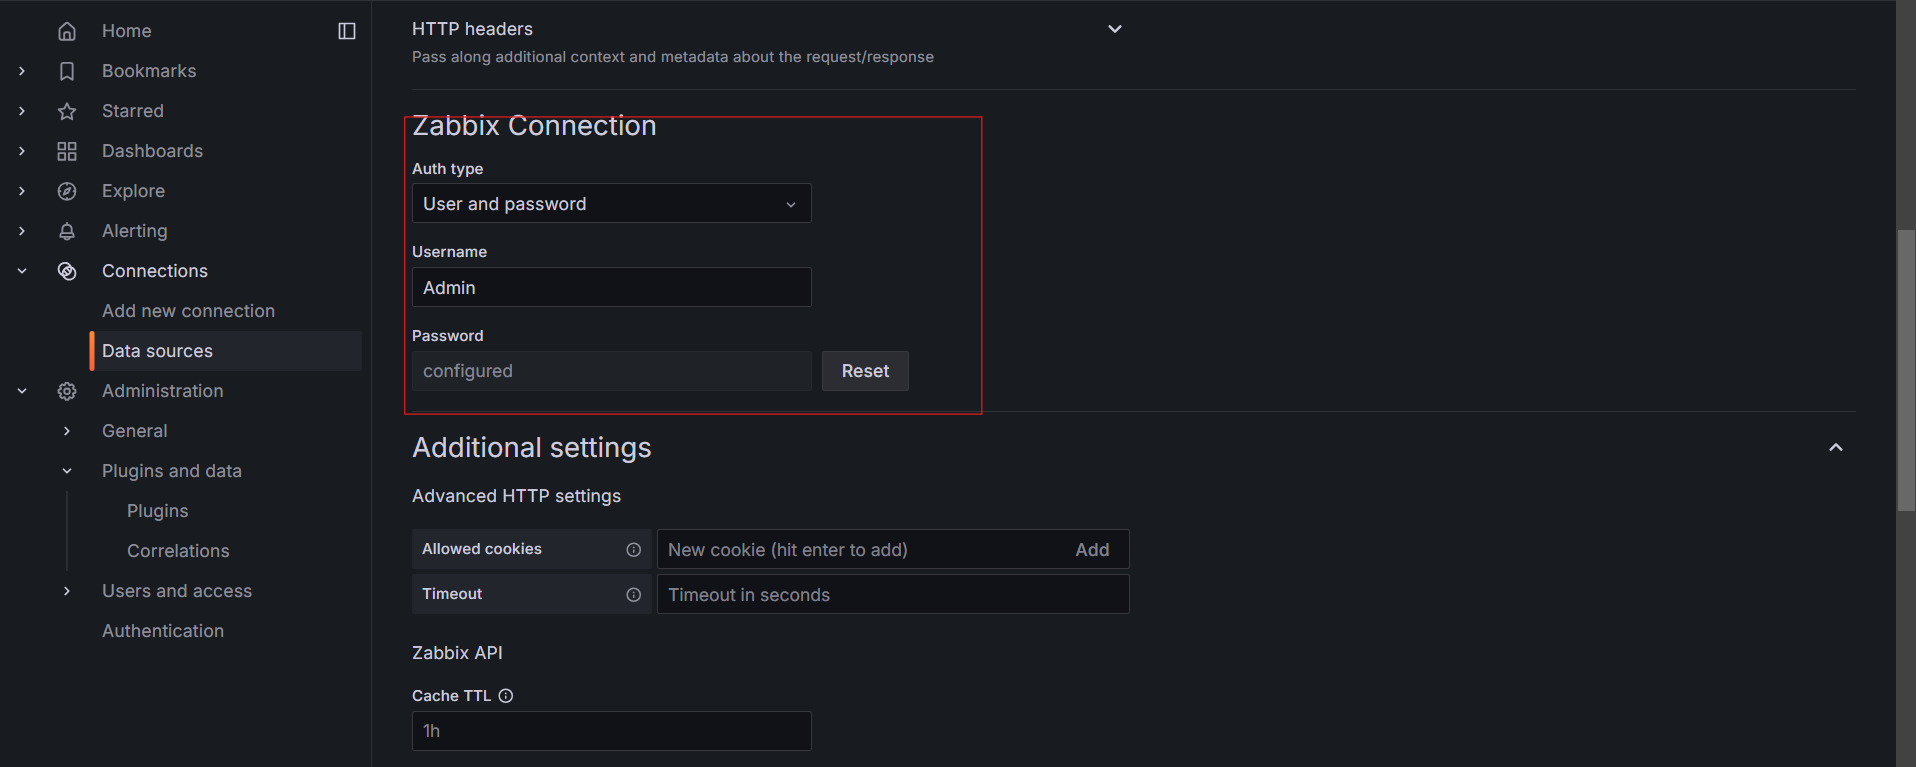 Home
Bookmarks
Starred
Dashboards
Explore
Alerting
Connections
Add new connection
Data sources
Administration
General
Plugins and data
Plugins
Correlations
Users and access
Authentication
HTTP headers
Pass along additional context and metadata about the request/response
Zabbix Connection
Auth type
User and password
Username
Admin
Password
configured Reset
Additional settings
Advanced HTTP settings
Allowed cookies New cookie (hit enter to add) Add
Timeout Timeout in seconds
Zabbix API
Cache TTL
1h